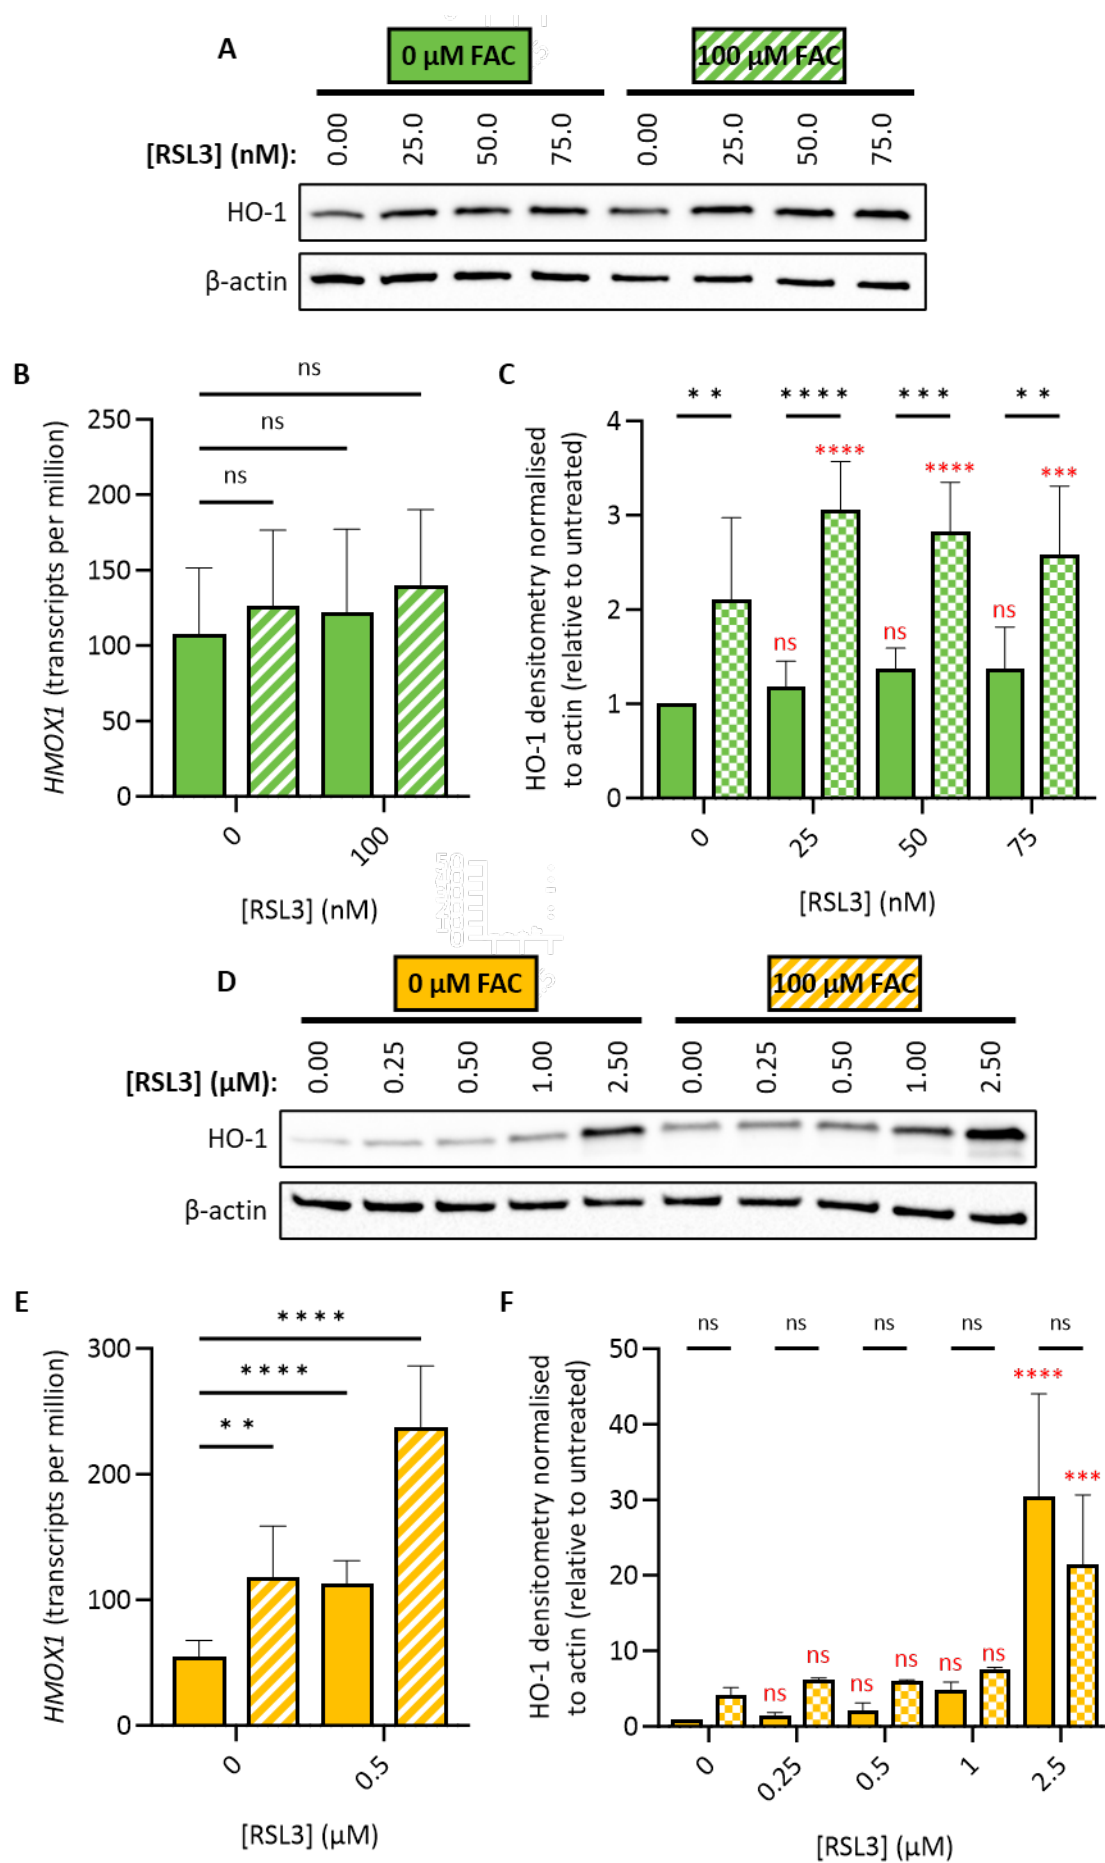 A
0 µM FAC
100 µM FAC
[RSL3] (nM):
0.00
25.0
50.0
75.0
0.00
25.0
50.0
75.0
HO-1
β-actin
B
ns
ns
ns
HMOX1 (transcripts per million)
250
200
150
100
50
0
0
100
[RSL3] (nM)
C
**
****
***
**
HO-1 densitometry normalised
to actin (relative to untreated)
4
3
2
1
0
ns
****
ns
****
ns
***
0
25
50
75
[RSL3] (nM)
D
0 µM FAC
100 µM FAC
[RSL3] (µM):
0.00
0.25
0.50
1.00
2.50
0.00
0.25
0.50
1.00
2.50
HO-1
β-actin
E
****
****
**
HMOX1 (transcripts per million)
300
200
100
0
0
0.5
[RSL3] (µM)
F
ns
ns
ns
ns
ns
HO-1 densitometry normalised
to actin (relative to untreated)
50
40
30
20
10
0
ns
ns
ns
ns
ns
ns
****
***
0
0.25
0.5
1
2.5
[RSL3] (µM)